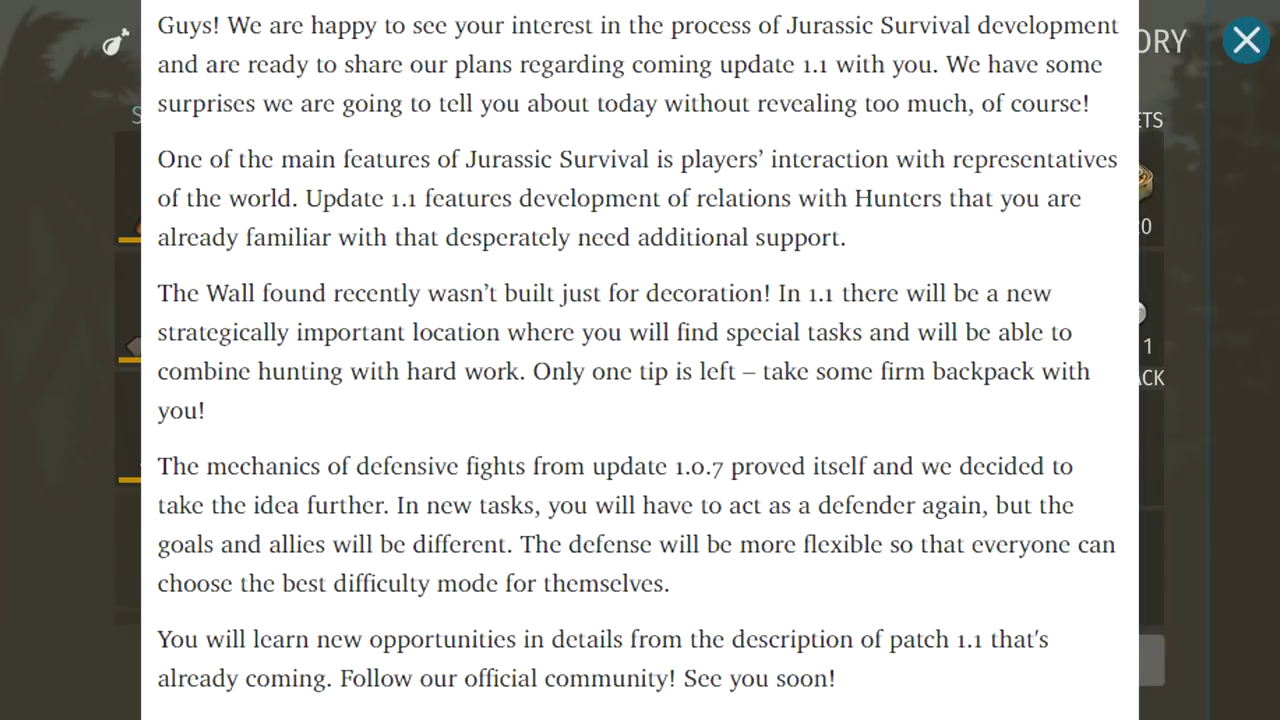 Guys! We are happy to see your interest in the process of Jurassic Survival development
and are ready to share our plans regarding coming update 1.1 with you. We have some
surprises we are going to tell you about today without revealing too much, of course!
One of the main features of Jurassic Survival is players’ interaction with representatives
of the world. Update 1.1 features development of relations with Hunters that you are
already familiar with that desperately need additional support.
The Wall found recently wasn’t built just for decoration! In 1.1 there will be a new
strategically important location where you will find special tasks and will be able to
combine hunting with hard work. Only one tip is left – take some firm backpack with
you!
The mechanics of defensive fights from update 1.0.7 proved itself and we decided to
take the idea further. In new tasks, you will have to act as a defender again, but the
goals and allies will be different. The defense will be more flexible so that everyone can
choose the best difficulty mode for themselves.
You will learn new opportunities in details from the description of patch 1.1 that's
already coming. Follow our official community! See you soon!
ORY
ETS
20
1
ACK